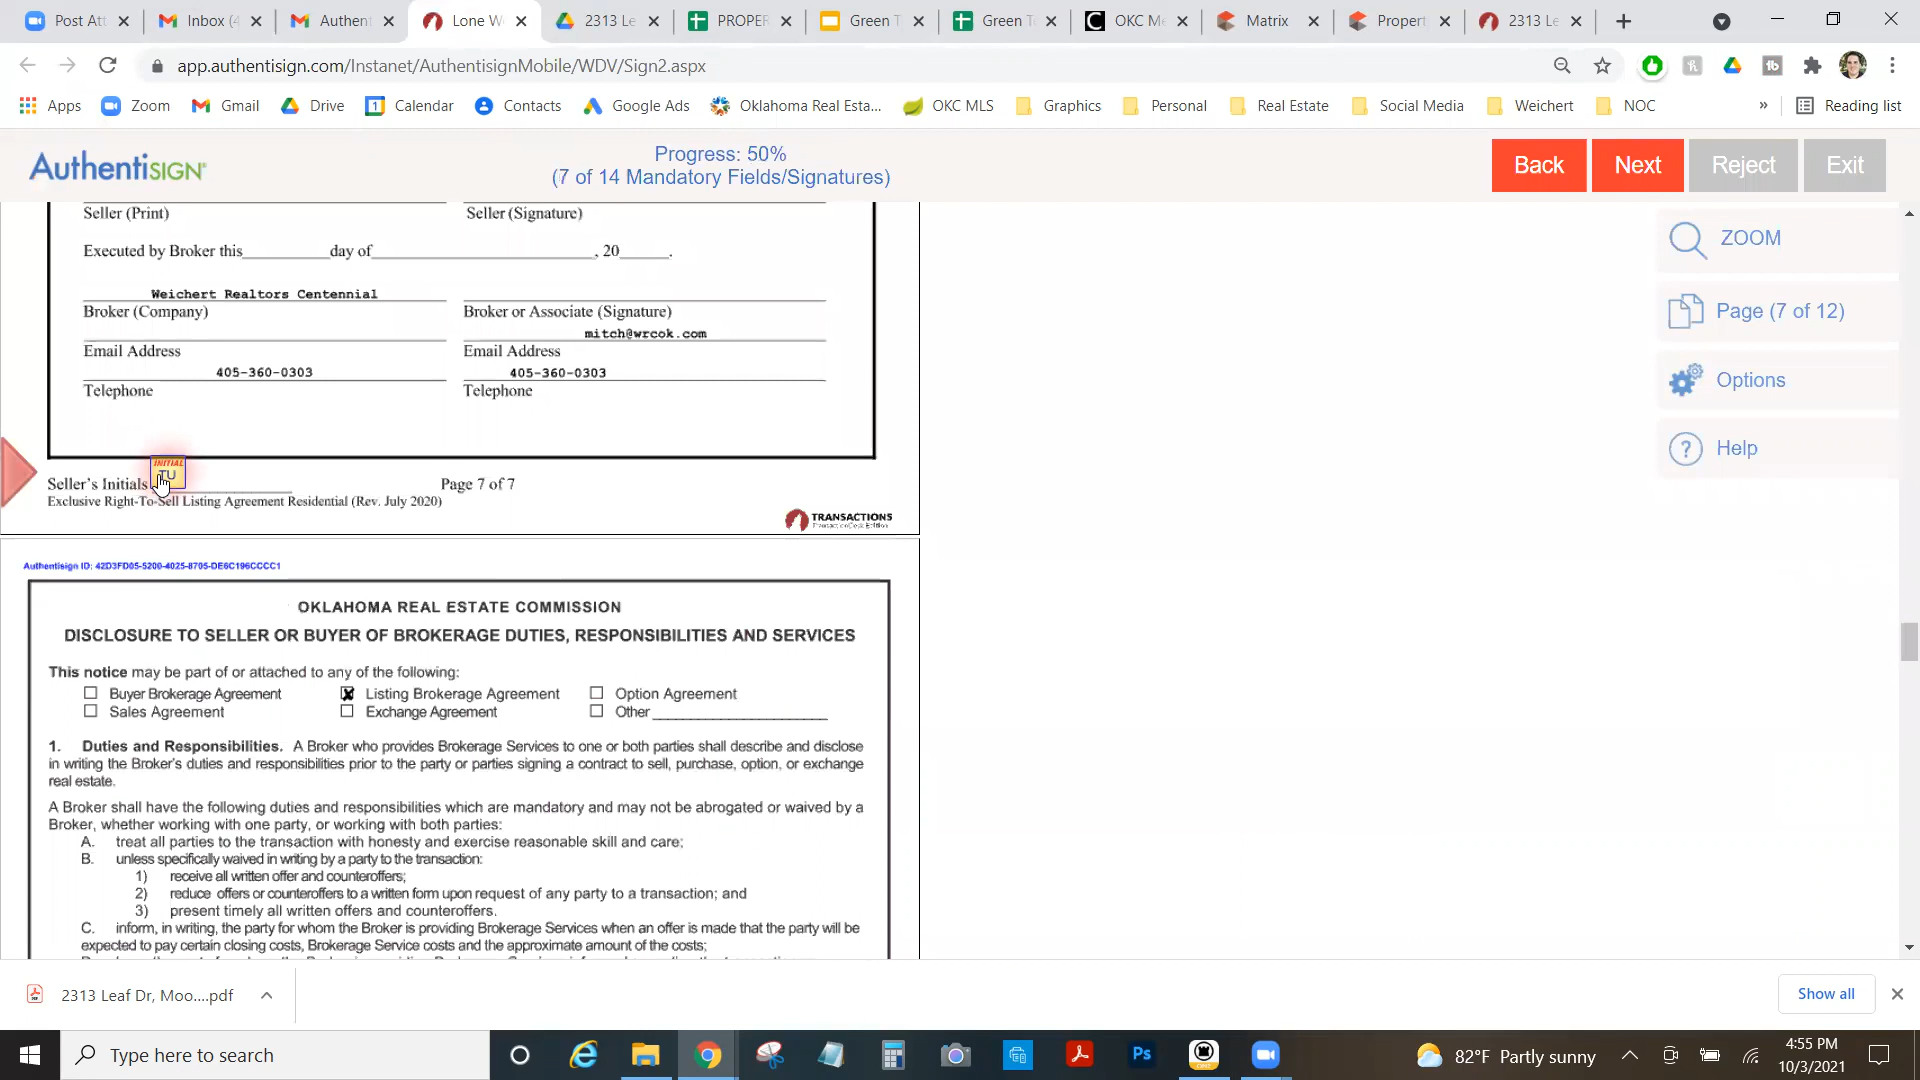 Post Att
Inbox (4
Authent
Lone W
2313 Le
PROPER
Green T
Green T
OKC Me
Matrix
Propert
2313 Le
app.authentisign.com/Instanet/AuthentisignMobile/WDV/Sign2.aspx
Apps
Zoom
Gmail
Drive
Calendar
Contacts
Google Ads
Oklahoma Real Esta...
OKC MLS
Graphics
Personal
Real Estate
Social Media
Weichert
NOC
»
Reading list
AuthentiSIGN
Progress: 50%
(7 of 14 Mandatory Fields/Signatures)
Back
Next
Reject
Exit
ZOOM
Page (7 of 12)
Options
Help
Seller (Print)
Seller (Signature)
Executed by Broker this__________day of________________________, 20_____.
Weichert Realtors Centennial
Broker (Company)
Broker or Associate (Signature)
mitch@wrcok.com
Email Address
Email Address
405-360-0303
405-360-0303
Telephone
Telephone
INITIAL
TU
Seller's Initials
Page 7 of 7
Exclusive Right-To-Sell Listing Agreement Residential (Rev. July 2020)
TRANSACTIONS
TransactionDesk Edition
Authentisign ID: 42D3FD05-5200-4025-8705-DE6C196CCCC1
OKLAHOMA REAL ESTATE COMMISSION
DISCLOSURE TO SELLER OR BUYER OF BROKERAGE DUTIES, RESPONSIBILITIES AND SERVICES
This notice may be part of or attached to any of the following:
Buyer Brokerage Agreement
Listing Brokerage Agreement
Option Agreement
Sales Agreement
Exchange Agreement
Other
1. Duties and Responsibilities. A Broker who provides Brokerage Services to one or both parties shall describe and disclose
in writing the Broker's duties and responsibilities prior to the party or parties signing a contract to sell, purchase, option, or exchange
real estate.
A Broker shall have the following duties and responsibilities which are mandatory and may not be abrogated or waived by a
Broker, whether working with one party, or working with both parties:
A. treat all parties to the transaction with honesty and exercise reasonable skill and care;
B. unless specifically waived in writing by a party to the transaction:
1) receive all written offer and counteroffers;
2) reduce offers or counteroffers to a written form upon request of any party to a transaction; and
3) present timely all written offers and counteroffers.
C. inform, in writing, the party for whom the Broker is providing Brokerage Services when an offer is made that the party will be
expected to pay certain closing costs, Brokerage Service costs and the approximate amount of the costs;
2313 Leaf Dr, Moo....pdf
Show all
Type here to search
Ps
82°F Partly sunny
4:55 PM
10/3/2021